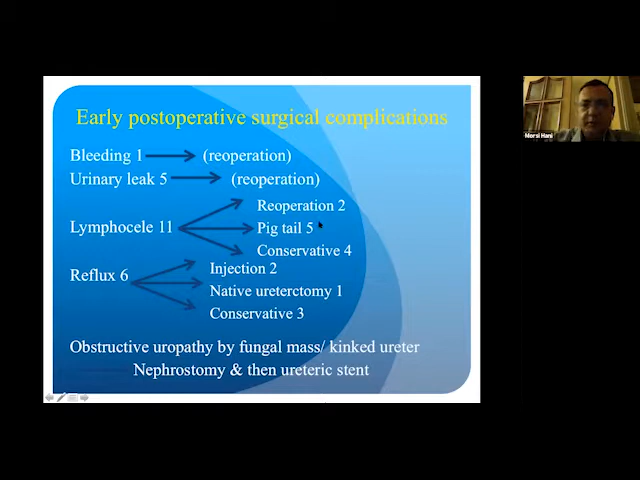 Early postoperative surgical complications
Bleeding 1 (reoperation)
Urinary leak 5 (reoperation)
Lymphocele 11
Reoperation 2
Pig tail 5
Conservative 4
Reflux 6
Injection 2
Native ureterctomy 1
Conservative 3
Obstructive uropathy by fungal mass/ kinked ureter
Nephrostomy & then ureteric stent
Morsi Hani